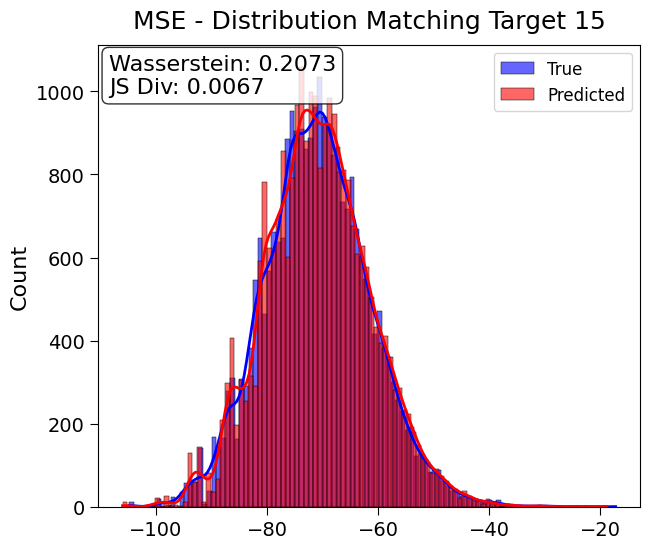 MSE - Distribution Matching Target 15
Wasserstein: 0.2073
JS Div: 0.0067
True
Predicted
Count
1000
800
600
400
200
0
−100
−80
−60
−40
−20